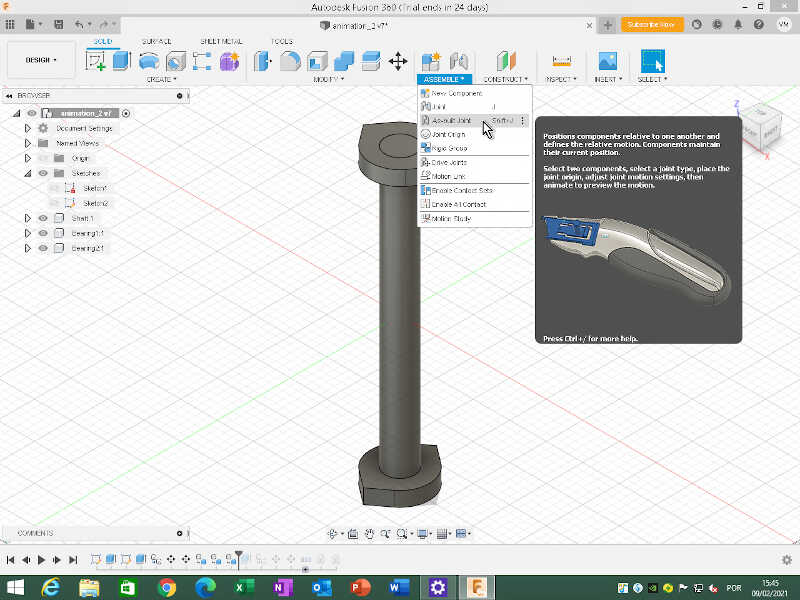 Autodesk Fusion 360 (Trial ends in 24 days)
animation_2 v7*
Subscribe Now
VM
SOLID SURFACE SHEET METAL TOOLS
DESIGN
CREATE MODIFY ASSEMBLE CONSTRUCT INSPECT INSERT SELECT
BROWSER
animation_2 v7
Document Settings
Named Views
Origin
Sketches
Sketch1
Sketch2
Shaft:1
Bearing1:1
Bearing2:1
New Component
Joint J
As-built Joint Shift+J
Joint Origin
Rigid Group
Drive Joints
Motion Link
Enable Contact Sets
Enable All Contact
Motion Study
Positions components relative to one another and
defines the relative motion. Components maintain
their current position.
Select two components, select a joint type, place the
joint origin, adjust joint motion settings, then
animate to preview the motion.
Press Ctrl+/ for more help.
Z
FRONT RIGHT
X
COMMENTS
POR
15:45
09/02/2021